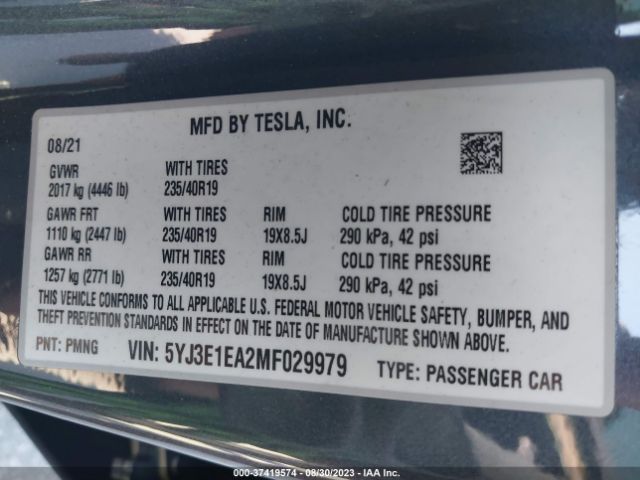 MFD BY TESLA, INC.
08/21
GVWR WITH TIRES
2017 kg (4446 lb) 235/40R19
GAWR FRT WITH TIRES RIM COLD TIRE PRESSURE
1110 kg (2447 lb) 235/40R19 19X8.5J 290 kPa, 42 psi
GAWR RR WITH TIRES RIM COLD TIRE PRESSURE
1257 kg (2771 lb) 235/40R19 19X8.5J 290 kPa, 42 psi
THIS VEHICLE CONFORMS TO ALL APPLICABLE U.S. FEDERAL MOTOR VEHICLE SAFETY, BUMPER, AND
THEFT PREVENTION STANDARDS IN EFFECT ON THE DATE OF MANUFACTURE SHOWN ABOVE.
PNT: PMNG VIN: 5YJ3E1EA2MF029979 TYPE: PASSENGER CAR
000-37419574 - 08/30/2023 - IAA Inc.